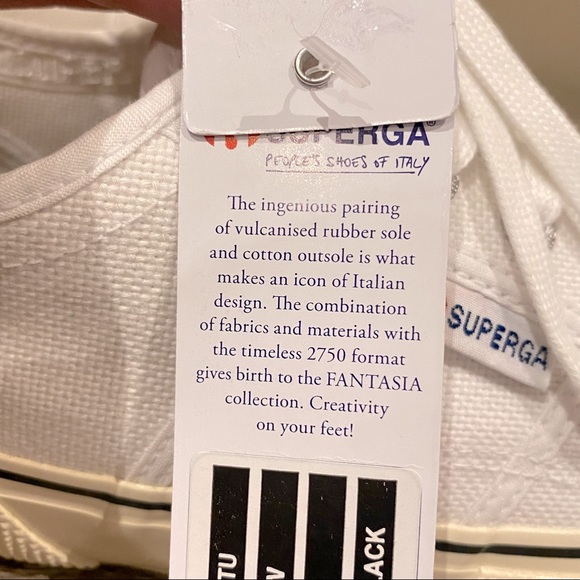 SUPERGA®
PEOPLE'S SHOES OF ITALY
The ingenious pairing
of vulcanised rubber sole
and cotton outsole is what
makes an icon of Italian
design. The combination
of fabrics and materials with
the timeless 2750 format
gives birth to the FANTASIA
collection. Creativity
on your feet!
SUPERGA